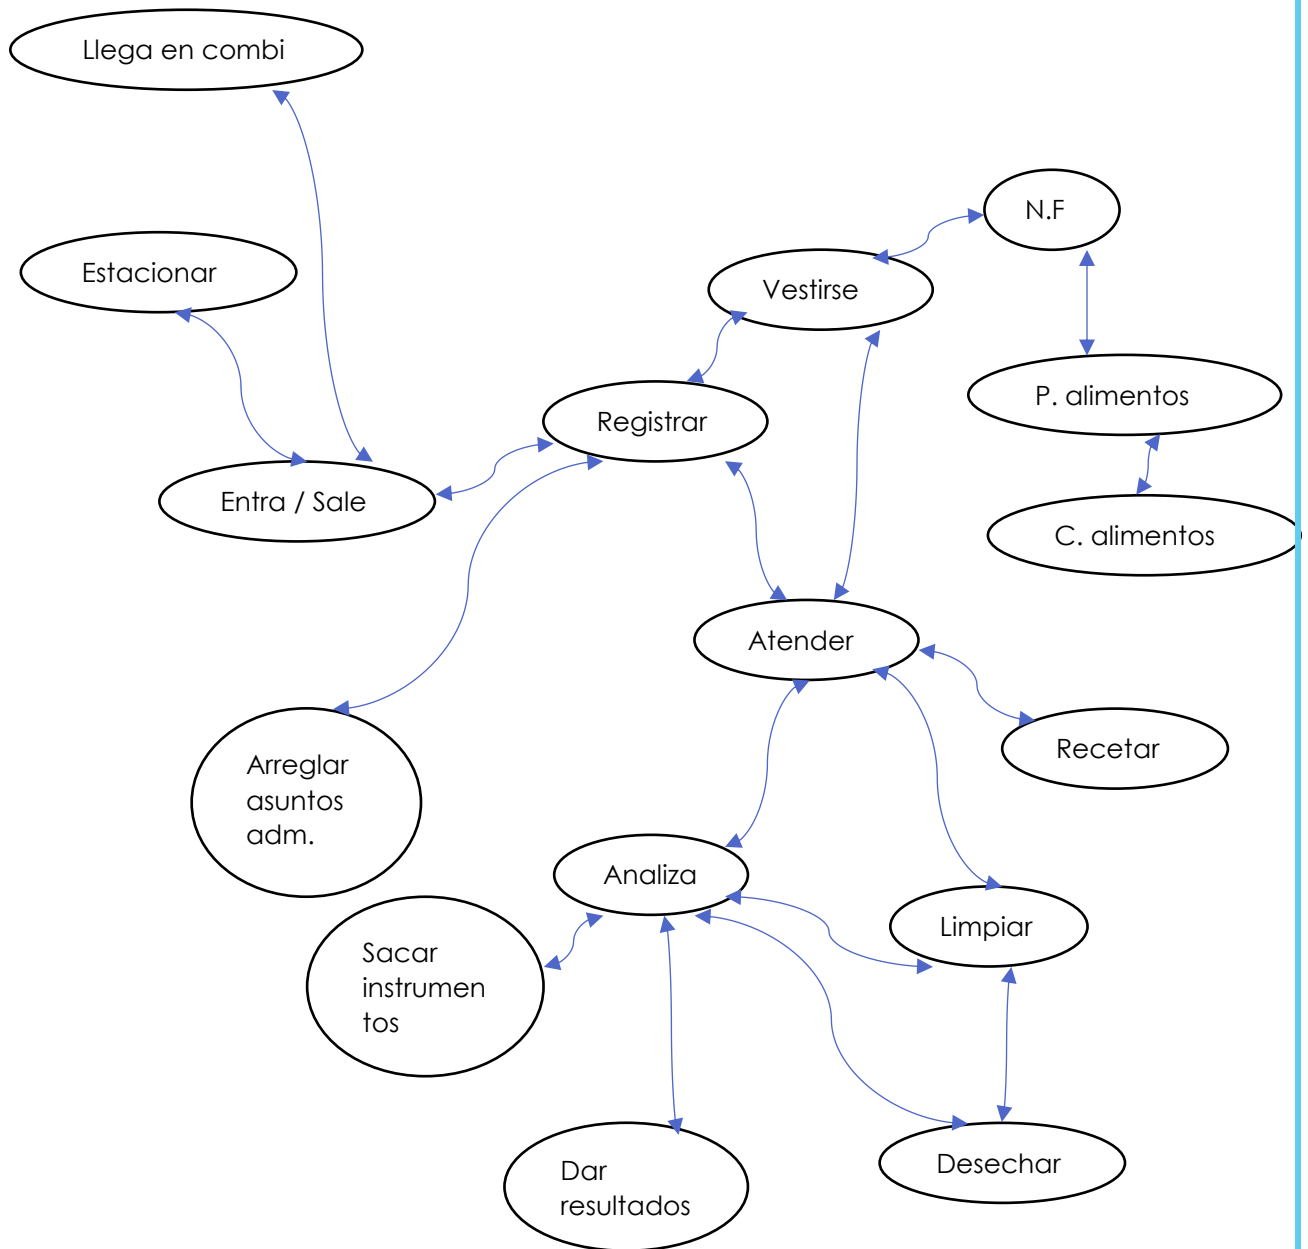 Llega en combi
N.F
Estacionar
Vestirse
P. alimentos
Registrar
Entra / Sale
C. alimentos
Atender
Recetar
Arreglar
asuntos
adm.
Analiza
Limpiar
Sacar
instrumen
tos
Desechar
Dar
resultados